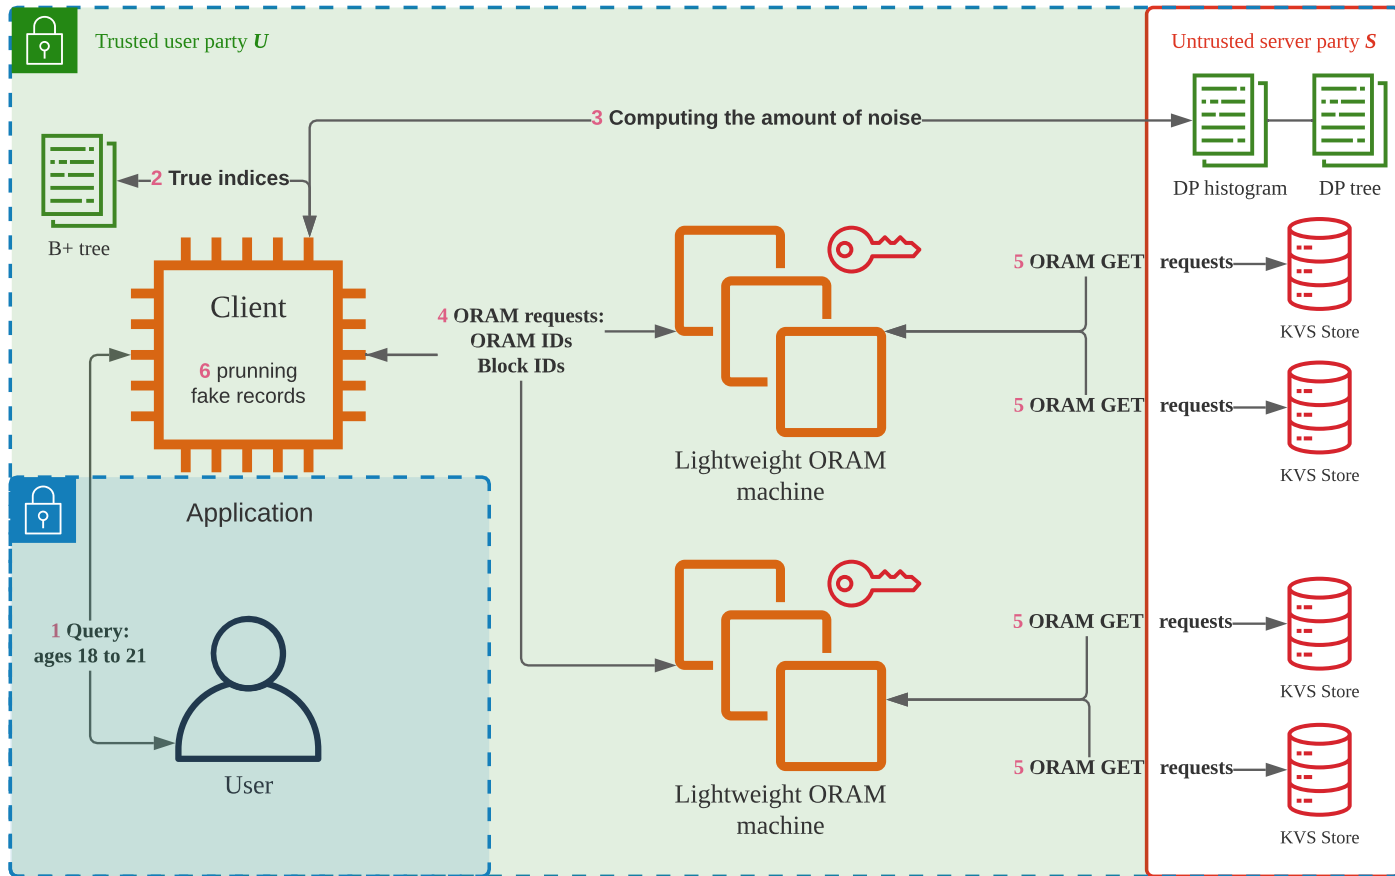 Trusted user party U
Untrusted server party S
3 Computing the amount of noise
2 True indices
B+ tree
DP histogram
DP tree
Client
6 prunning
fake records
4 ORAM requests:
ORAM IDs
Block IDs
5 ORAM GET requests
KVS Store
5 ORAM GET requests
KVS Store
Lightweight ORAM
machine
Application
1 Query:
ages 18 to 21
User
5 ORAM GET requests
KVS Store
5 ORAM GET requests
KVS Store
Lightweight ORAM
machine